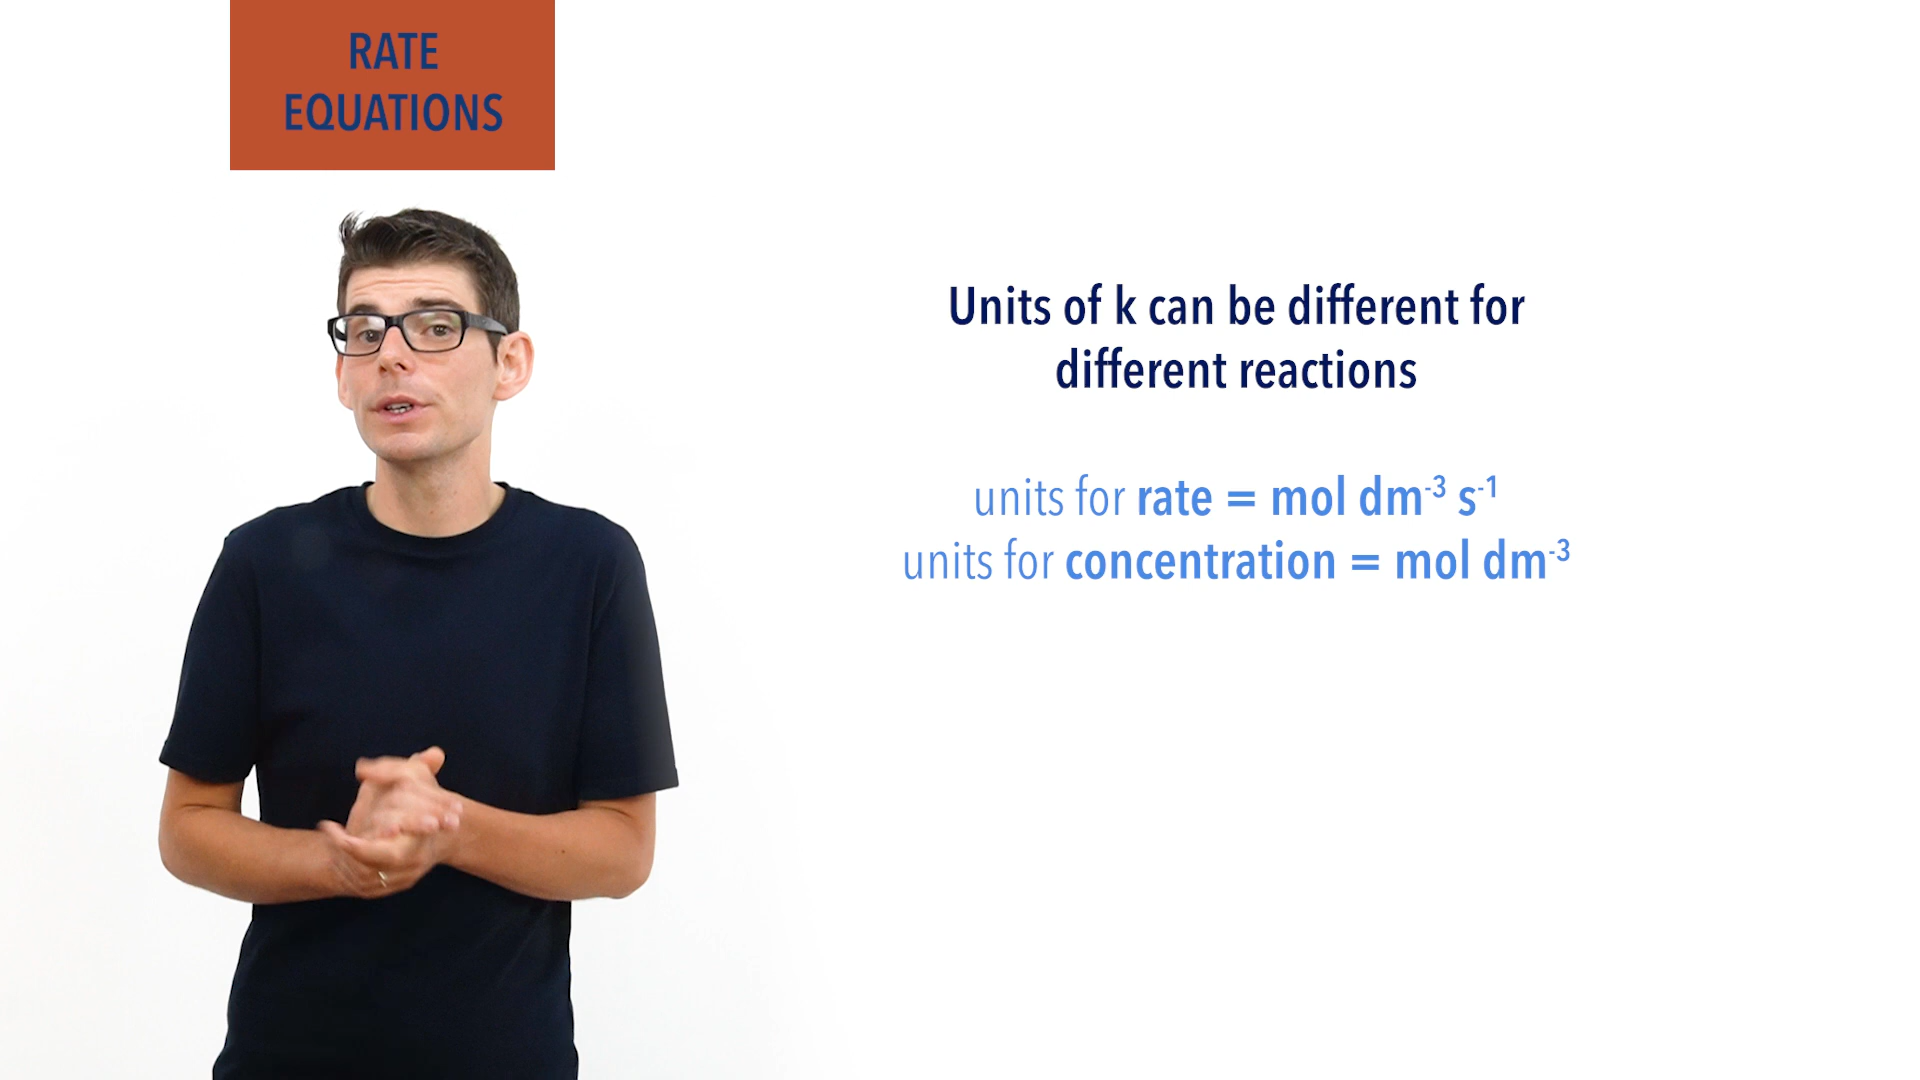 RATE
EQUATIONS
Units of k can be different for
different reactions
units for rate = mol dm⁻³ s⁻¹
units for concentration = mol dm⁻³